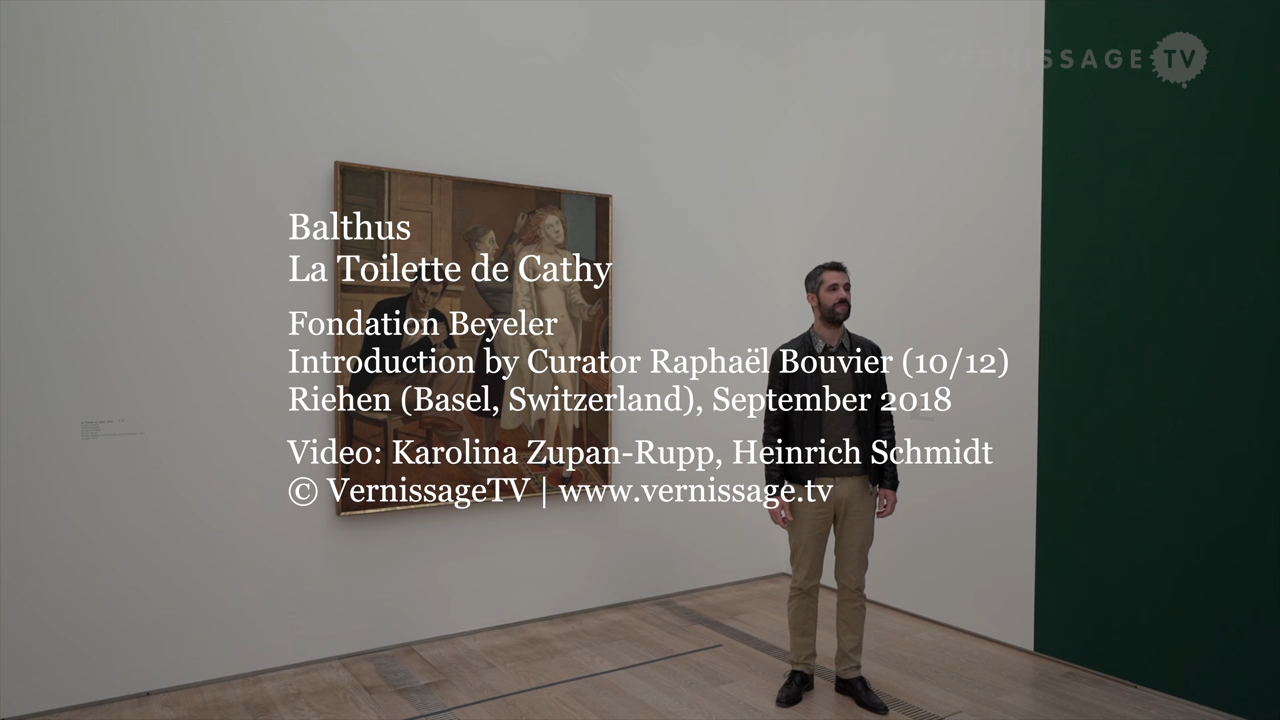 VERNISSAGE TV
Balthus
La Toilette de Cathy
Fondation Beyeler
Introduction by Curator Raphaël Bouvier (10/12)
Riehen (Basel, Switzerland), September 2018
Video: Karolina Zupan-Rupp, Heinrich Schmidt
© VernissageTV | www.vernissage.tv